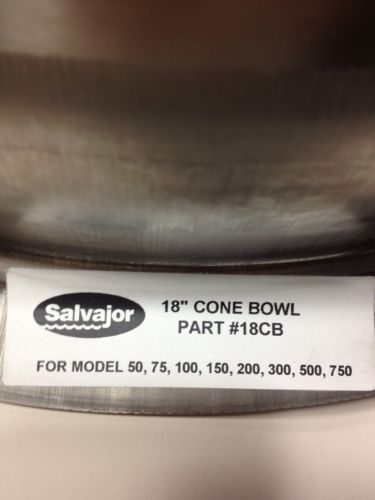 Salvajor
18" CONE BOWL
PART #18CB
FOR MODEL 50, 75, 100, 150, 200, 300, 500, 750